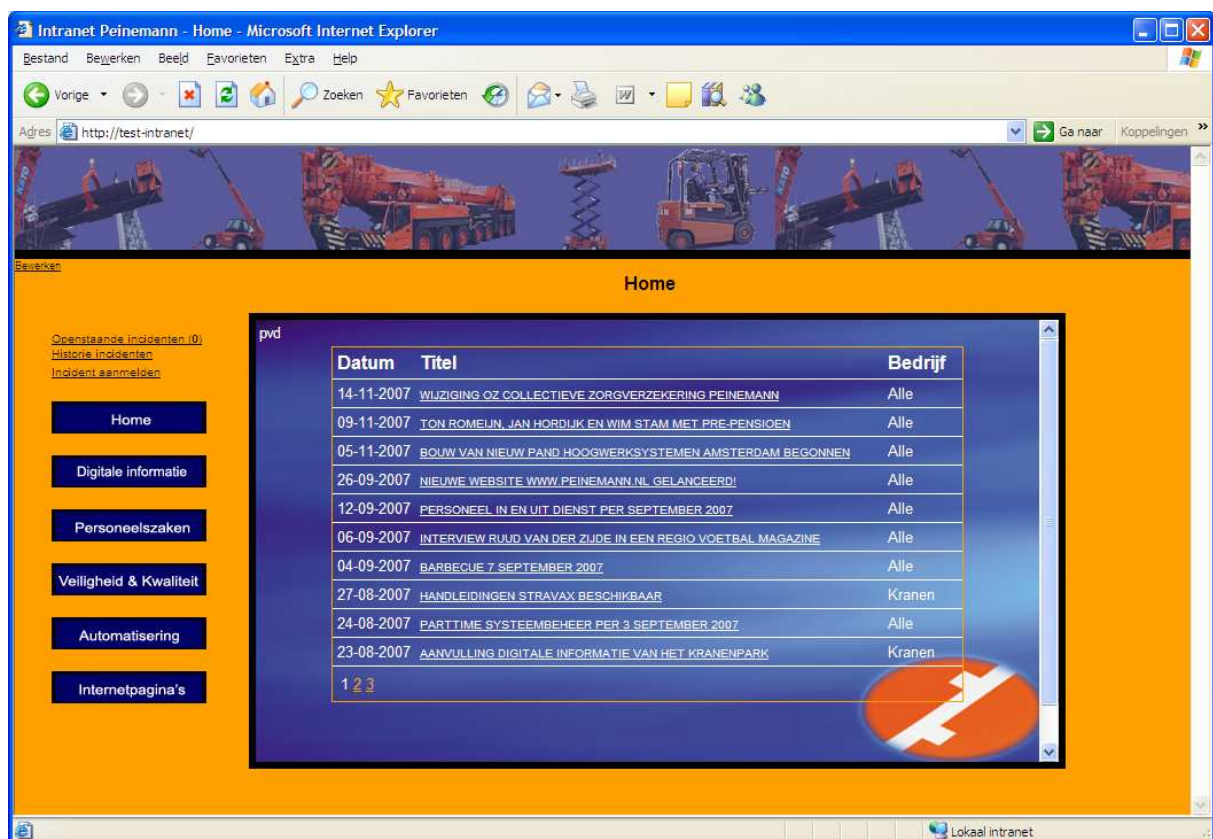 Intranet Peinemann - Home - Microsoft Internet Explorer
Bestand Bewerken Beeld Favorieten Extra Help
Vorige Zoeken Favorieten
Adres http://test-intranet/ Ga naar Koppelingen »
KATO KATO
Bewerken
Home
Openstaande incidenten (0)
Historie incidenten
Incident aanmelden
Home
Digitale informatie
Personeelszaken
Veiligheid & Kwaliteit
Automatisering
Internetpagina's
pvd
Datum Titel Bedrijf
14-11-2007 WIJZIGING OZ COLLECTIEVE ZORGVERZEKERING PEINEMANN Alle
09-11-2007 TON ROMEIJN, JAN HORDIJK EN WIM STAM MET PRE-PENSIOEN Alle
05-11-2007 BOUW VAN NIEUW PAND HOOGWERKSYSTEMEN AMSTERDAM BEGONNEN Alle
26-09-2007 NIEUWE WEBSITE WWW.PEINEMANN.NL GELANCEERD! Alle
12-09-2007 PERSONEEL IN EN UIT DIENST PER SEPTEMBER 2007 Alle
06-09-2007 INTERVIEW RUUD VAN DER ZIJDE IN EEN REGIO VOETBAL MAGAZINE Alle
04-09-2007 BARBECUE 7 SEPTEMBER 2007 Alle
27-08-2007 HANDLEIDINGEN STRAVAX BESCHIKBAAR Kranen
24-08-2007 PARTTIME SYSTEEMBEHEER PER 3 SEPTEMBER 2007 Alle
23-08-2007 AANVULLING DIGITALE INFORMATIE VAN HET KRANENPARK Kranen
1 2 3
Lokaal intranet